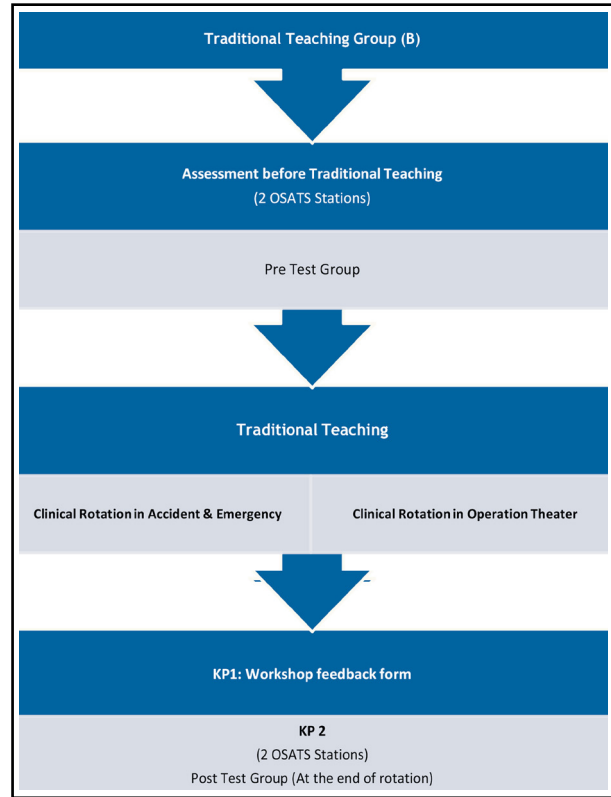 Traditional Teaching Group (B)
Assessment before Traditional Teaching
(2 OSATS Stations)
Pre Test Group
Traditional Teaching
Clinical Rotation in Accident & Emergency
Clinical Rotation in Operation Theater
KP1: Workshop feedback form
KP 2
(2 OSATS Stations)
Post Test Group (At the end of rotation)